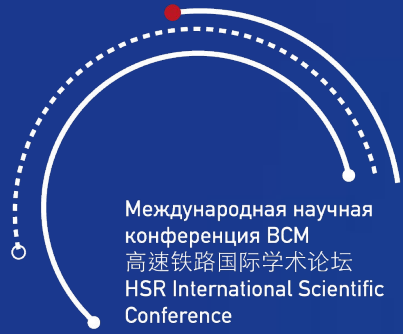 Международная научная
конференция ВСМ
高速铁路国际学术论坛
HSR International Scientific
Conference